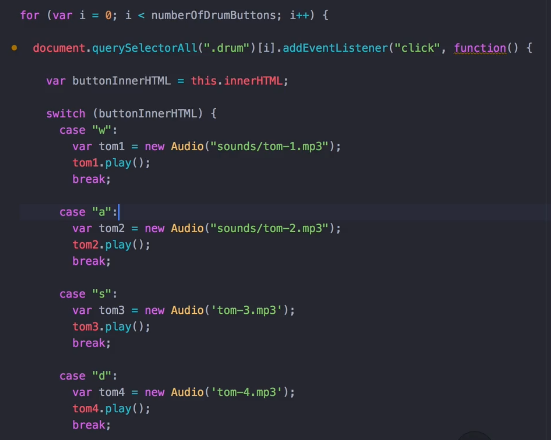 for (var i = 0; i < numberOfDrumButtons; i++) {
document.querySelectorAll(".drum")[i].addEventListener("click", function() {
var buttonInnerHTML = this.innerHTML;
switch (buttonInnerHTML) {
case "w":
var tom1 = new Audio("sounds/tom-1.mp3");
tom1.play();
break;
case "a":
var tom2 = new Audio("sounds/tom-2.mp3");
tom2.play();
break;
case "s":
var tom3 = new Audio('tom-3.mp3');
tom3.play();
break;
case "d":
var tom4 = new Audio('tom-4.mp3');
tom4.play();
break;